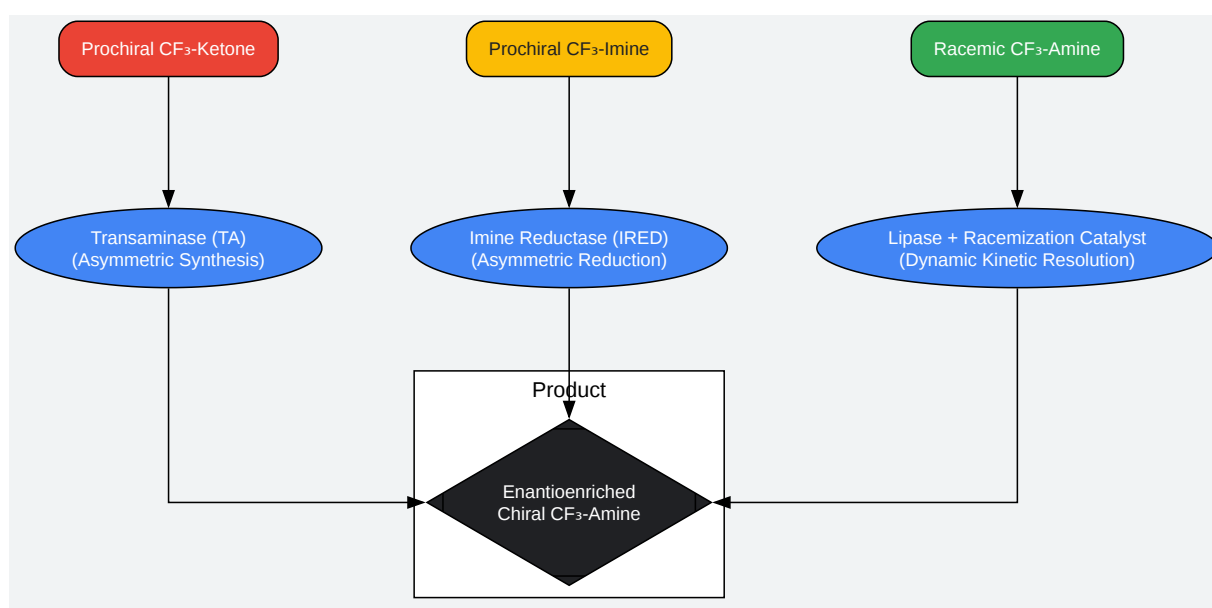 Prochiral CF₃-Ketone
Prochiral CF₃-Imine
Racemic CF₃-Amine
Transaminase (TA)
(Asymmetric Synthesis)
Imine Reductase (IRED)
(Asymmetric Reduction)
Lipase + Racemization Catalyst
(Dynamic Kinetic Resolution)
Product
Enantioenriched
Chiral CF₃-Amine